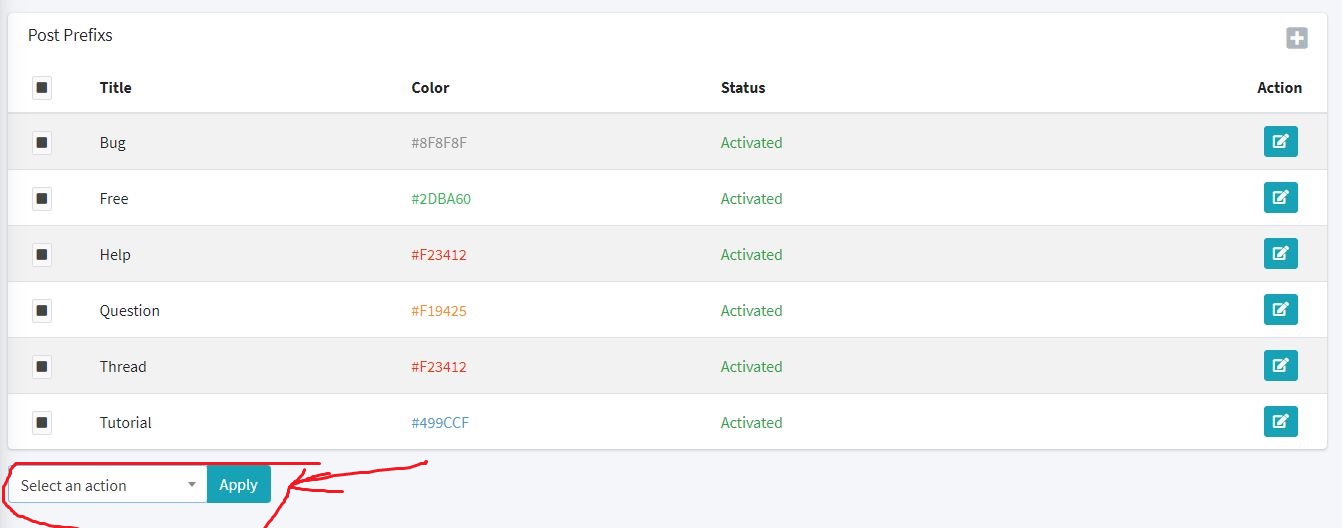 Post Prefixs
Title Color Status Action
Bug #8F8F8F Activated
Free #2DBA60 Activated
Help #F23412 Activated
Question #F19425 Activated
Thread #F23412 Activated
Tutorial #499CCF Activated
Select an action Apply